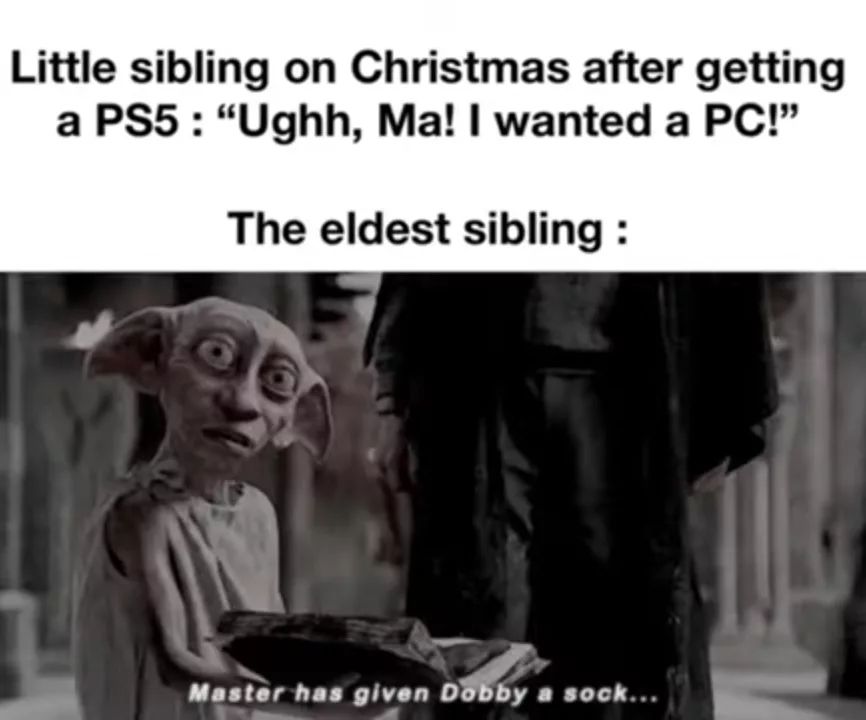 Little sibling on Christmas after getting
a PS5 : “Ughh, Ma! I wanted a PC!”
The eldest sibling :
Master has given Dobby a sock...